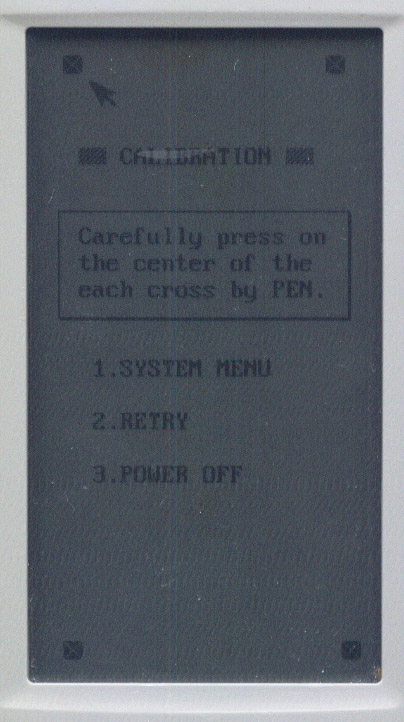 CALIBRATION
Carefully press on
the center of the
each cross by PEN.
1.SYSTEM MENU
2.RETRY
3.POWER OFF